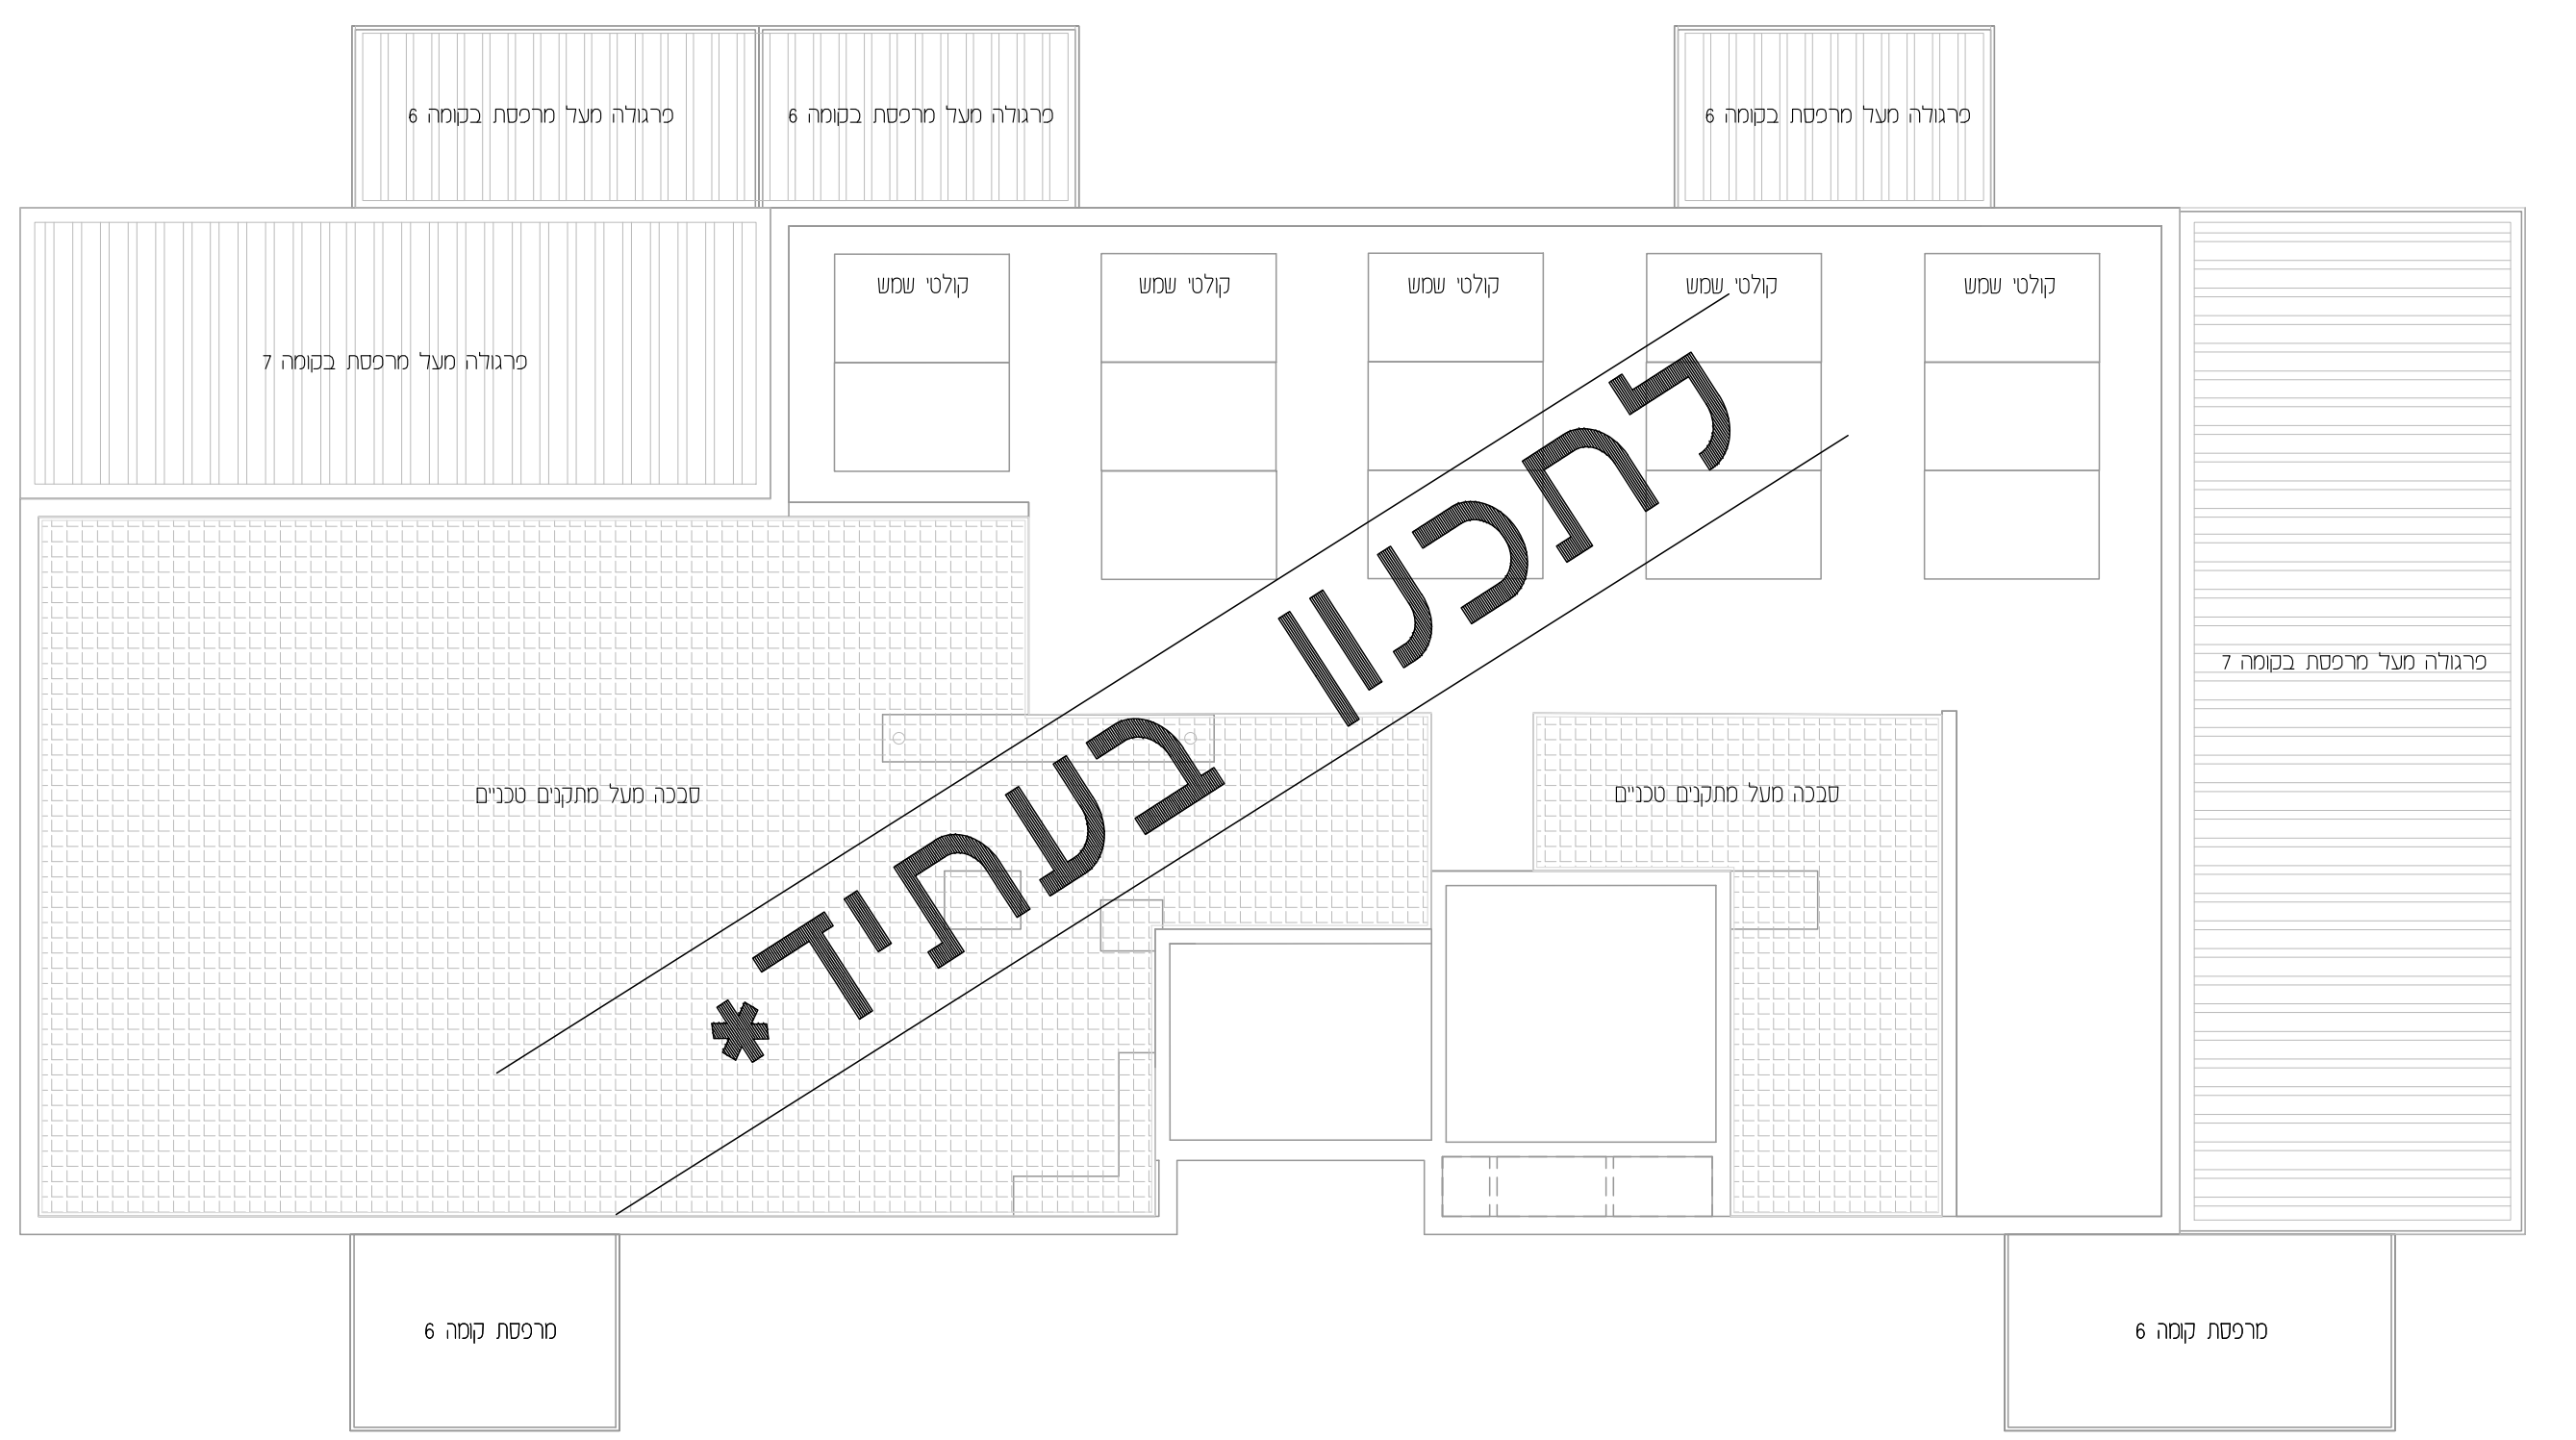 פרגולה מעל מרפסת בקומה 6
פרגולה מעל מרפסת בקומה 6
פרגולה מעל מרפסת בקומה 6
קולטי שמש
קולטי שמש
קולטי שמש
קולטי שמש
קולטי שמש
פרגולה מעל מרפסת בקומה 7
פרגולה מעל מרפסת בקומה 7
לתכנון בעתיד *
סבכה מעל מתקנים טכניים
סבכה מעל מתקנים טכניים
מרפסת קומה 6
מרפסת קומה 6